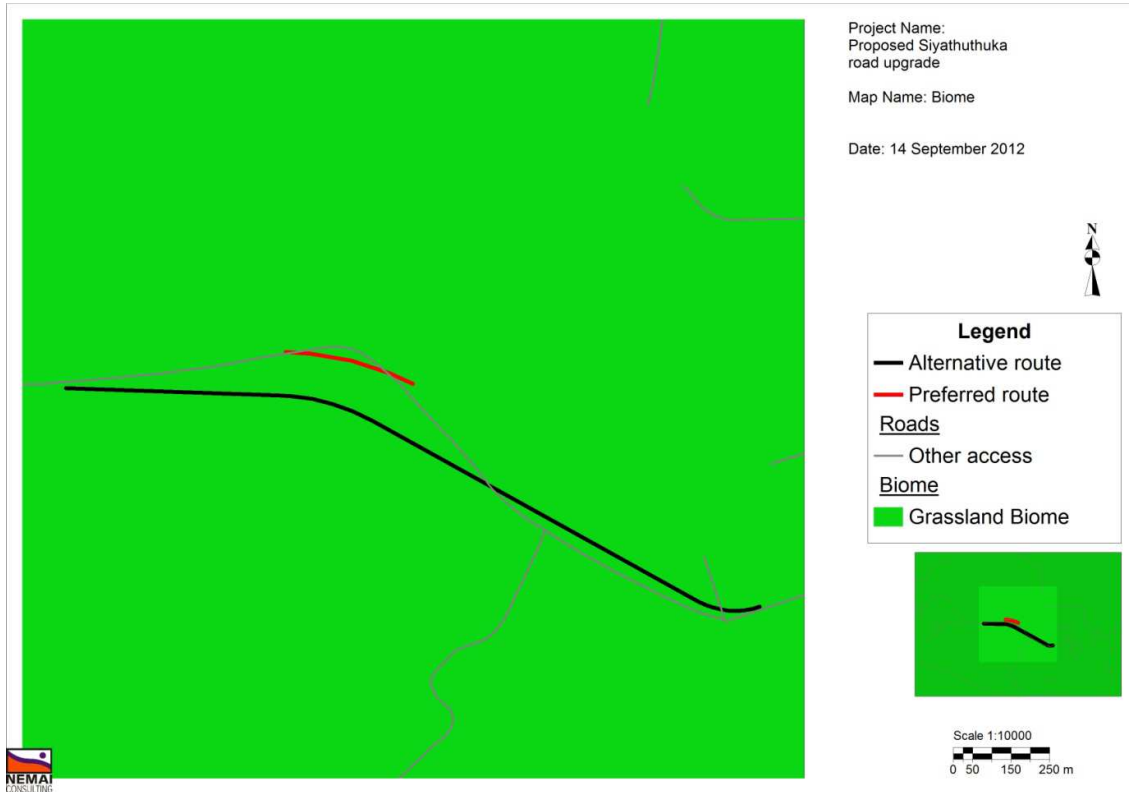 Project Name:
Proposed Siyathuthuka
road upgrade
Map Name: Biome
Date: 14 September 2012
N
Legend
Alternative route
Preferred route
Roads
Other access
Biome
Grassland Biome
Scale 1:10000
0 50 150 250 m
NEMAI
CONSULTING